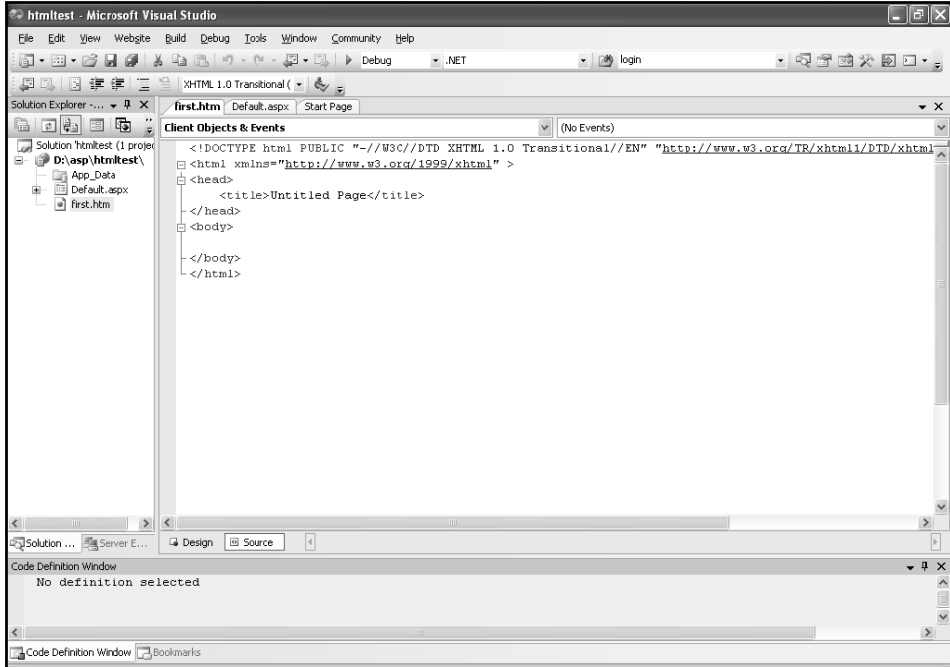 htmltest - Microsoft Visual Studio
File Edit View Website Build Debug Tools Window Community Help
Debug .NET login
XHTML 1.0 Transitional (
Solution Explorer -...
first.htm Default.aspx Start Page
Client Objects & Events (No Events)
Solution 'htmltest' (1 projec
D:\asp\htmltest\
App_Data
Default.aspx
first.htm
<!DOCTYPE html PUBLIC "-//W3C//DTD XHTML 1.0 Transitional//EN" "http://www.w3.org/TR/xhtml1/DTD/xhtml
<html xmlns="http://www.w3.org/1999/xhtml" >
<head>
<title>Untitled Page</title>
</head>
<body>
</body>
</html>
Solution ... Server E...
Design Source
Code Definition Window
No definition selected
Code Definition Window Bookmarks